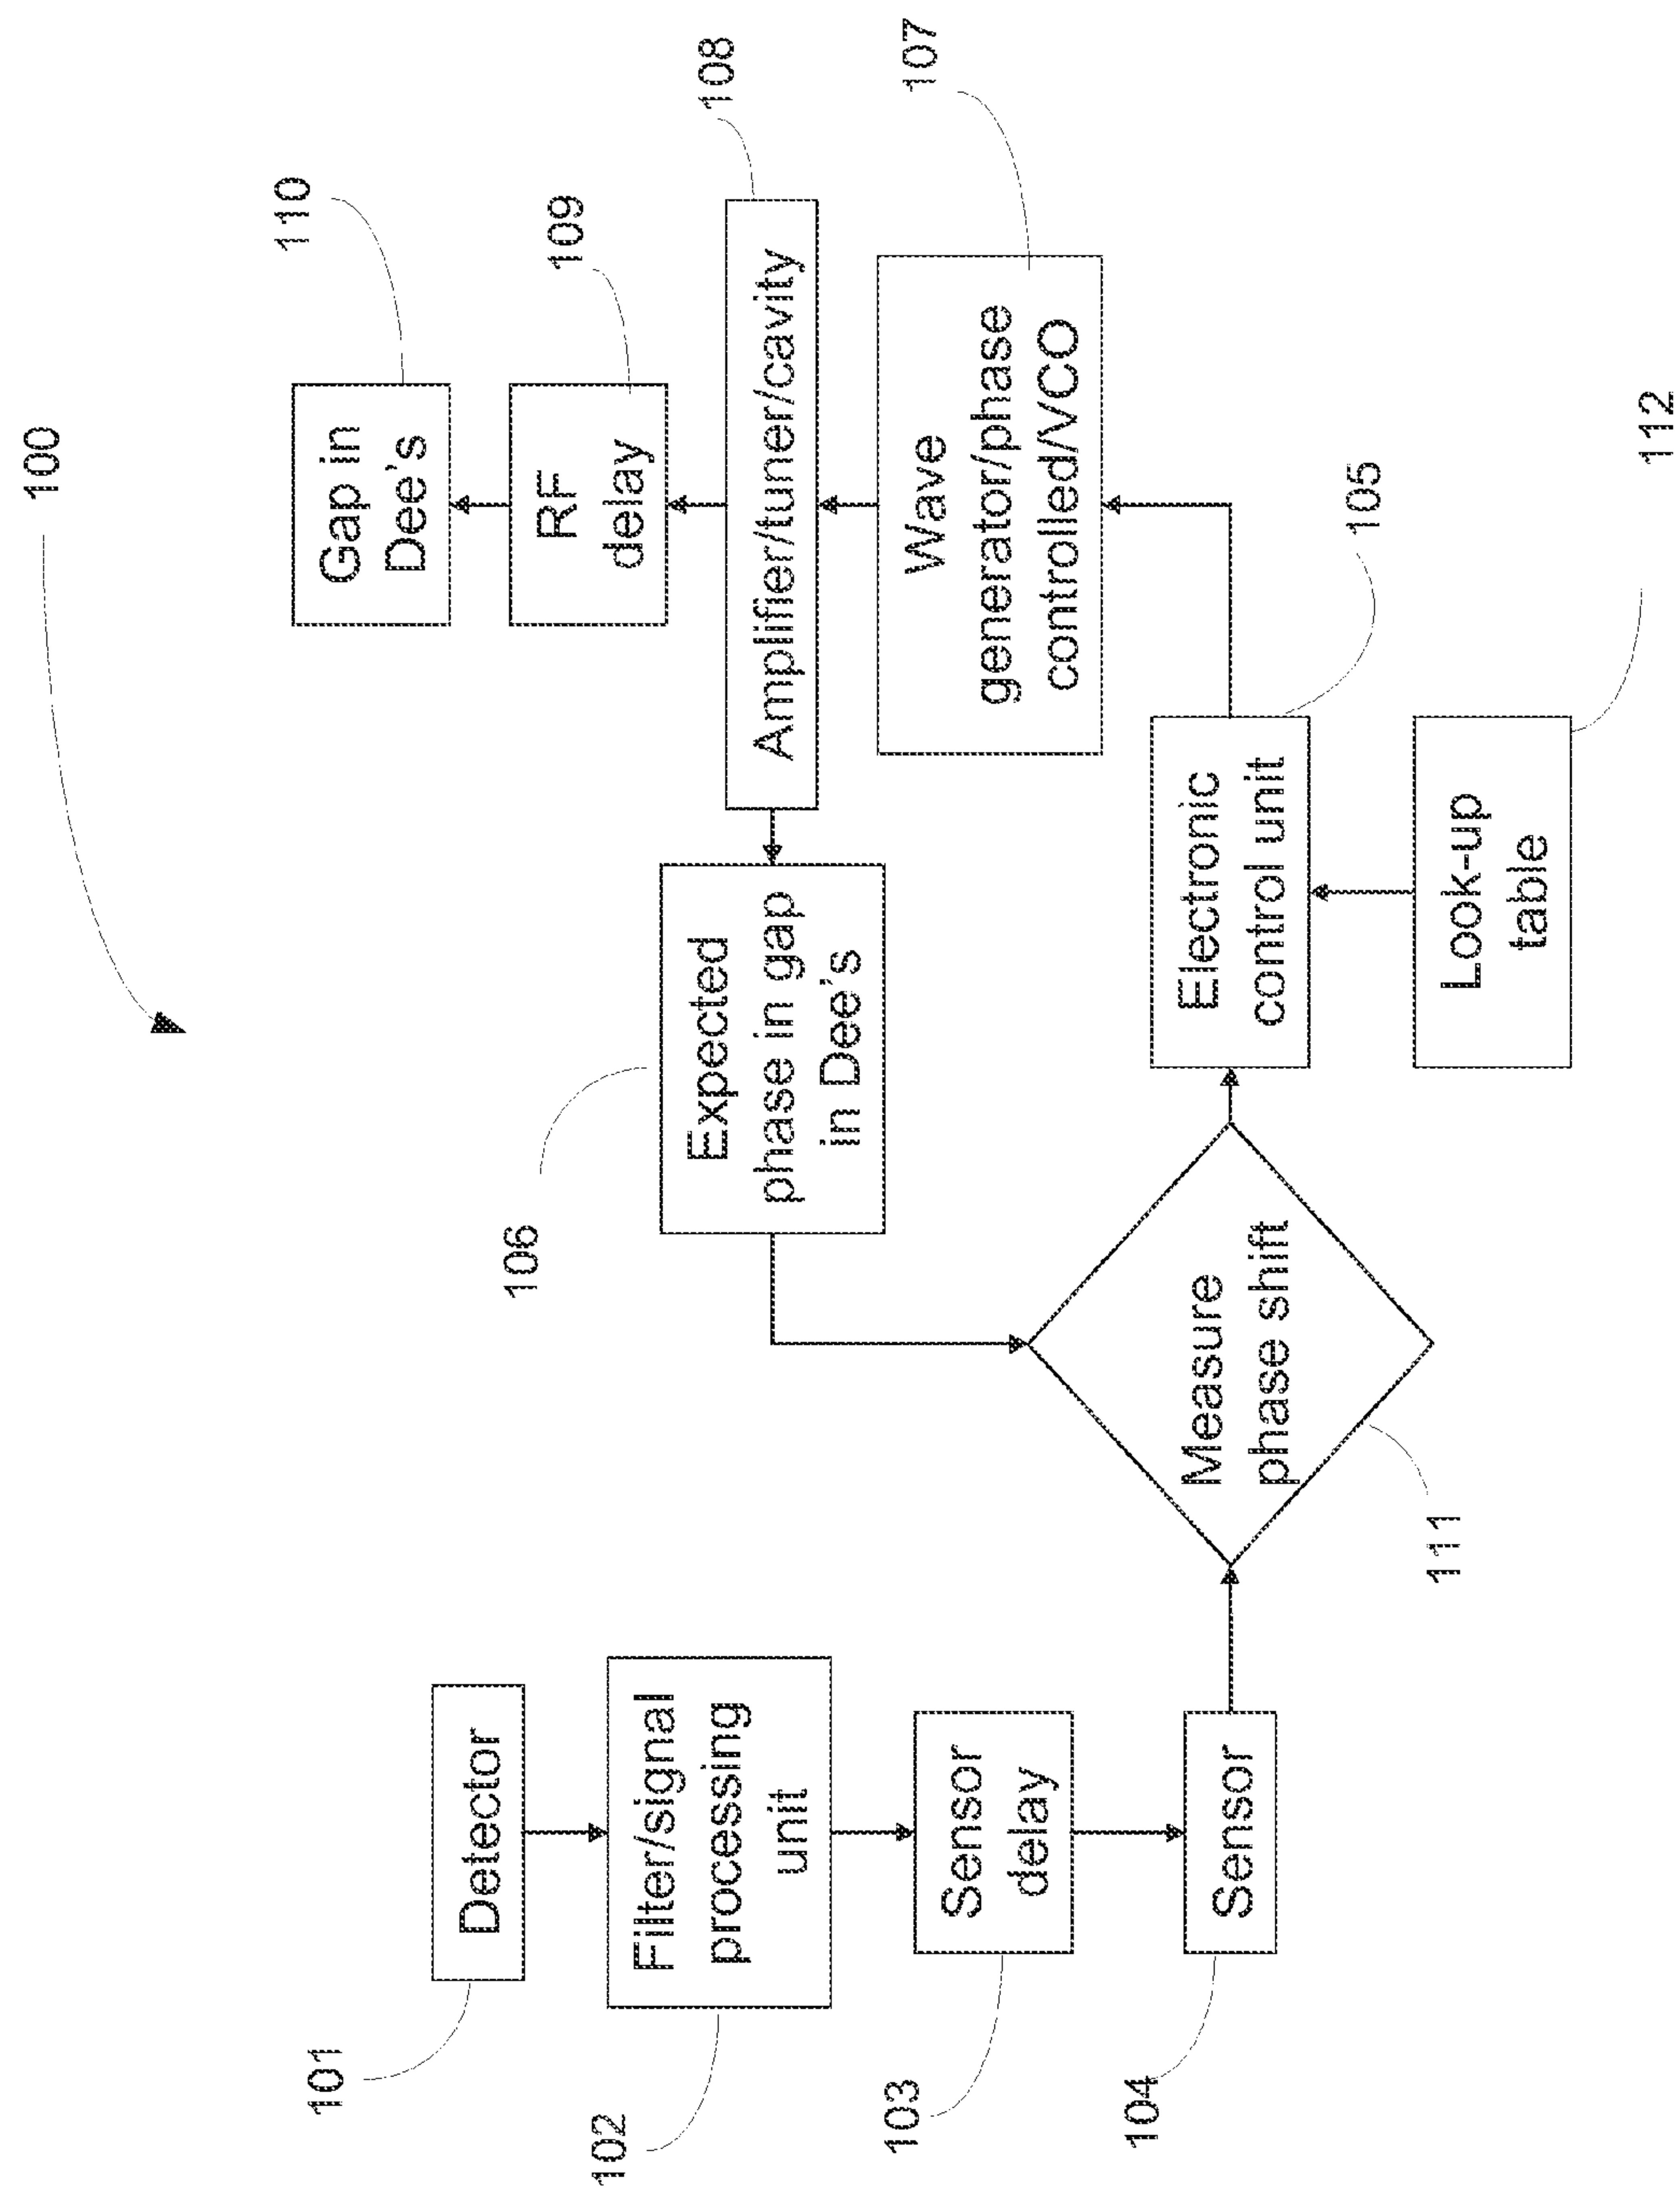 100
101
Detector
102
Filter/signal
processing
unit
103
Sensor
delay
104
Sensor
111
Measure
phase shift
106
Expected
phase in gap
in Dee's
110
Gap in
Dee's
109
RF
delay
108
Amplifier/tuner/cavity
107
Wave
generator/phase
controlled/VCO
105
Electronic
control unit
112
Look-up
table